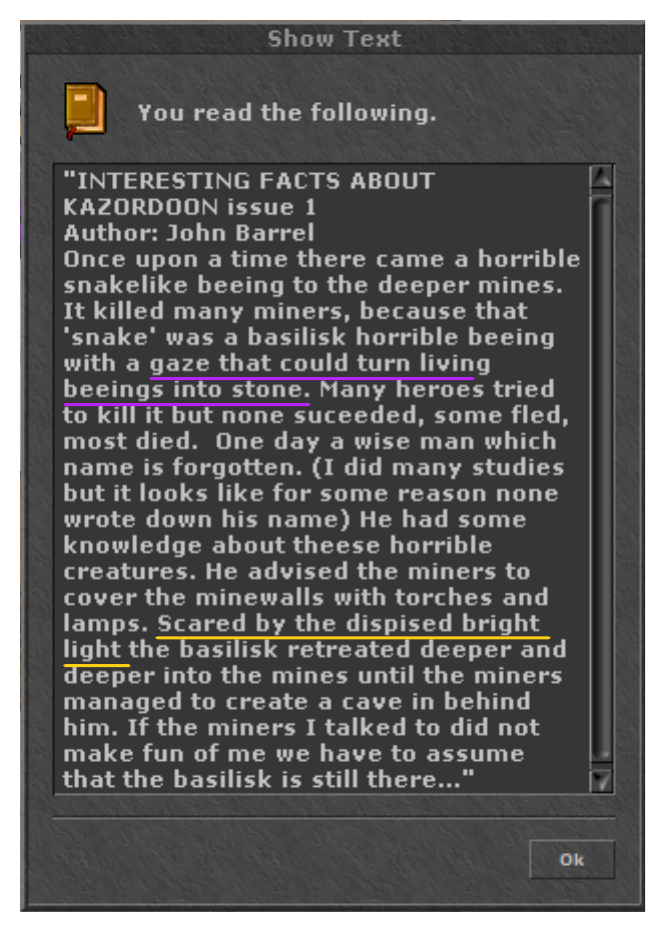 Show Text
You read the following.
"INTERESTING FACTS ABOUT
KAZORDOON issue 1
Author: John Barrel
Once upon a time there came a horrible
snakelike beeing to the deeper mines.
It killed many miners, because that
'snake' was a basilisk horrible beeing
with a gaze that could turn living
beeings into stone. Many heroes tried
to kill it but none suceeded, some fled,
most died.  One day a wise man which
name is forgotten. (I did many studies
but it looks like for some reason none
wrote down his name) He had some
knowledge about theese horrible
creatures. He advised the miners to
cover the minewalls with torches and
lamps. Scared by the dispised bright
light the basilisk retreated deeper and
deeper into the mines until the miners
managed to create a cave in behind
him. If the miners I talked to did not
make fun of me we have to assume
that the basilisk is still there..."
Ok